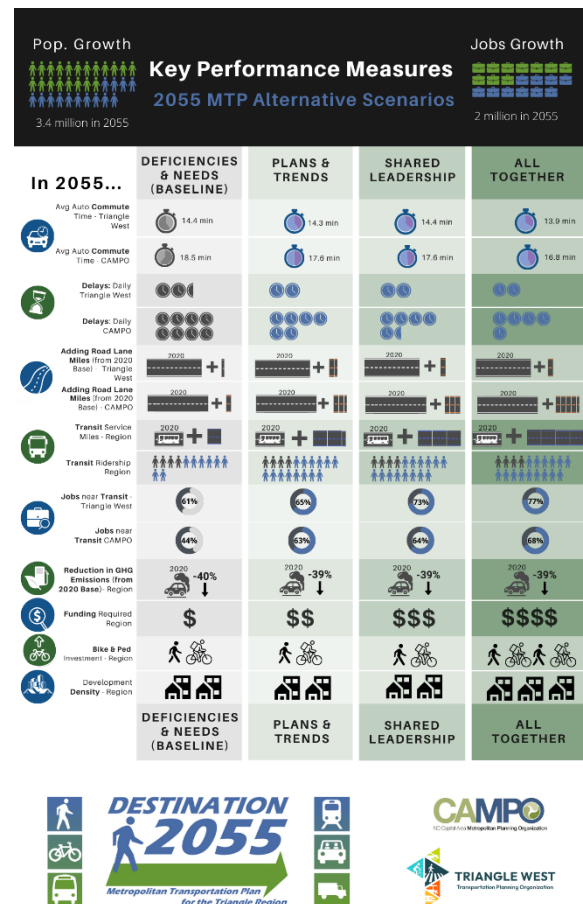 Pop. Growth
3.4 million in 2055
Key Performance Measures
2055 MTP Alternative Scenarios
Jobs Growth
2 million in 2055
In 2055...
DEFICIENCIES
& NEEDS
(BASELINE)
PLANS &
TRENDS
SHARED
LEADERSHIP
ALL
TOGETHER
Avg Auto Commute
Time - Triangle
West
14.4 min
14.3 min
14.4 min
13.9 min
Avg Auto Commute
Time - CAMPO
18.5 min
17.6 min
17.6 min
16.8 min
Delays: Daily
Triangle West
Delays: Daily
CAMPO
Adding Road Lane
Miles (from 2020
Base) - Triangle
West
2020
+
2020
+
2020
+
2020
+
Adding Road Lane
Miles (from 2020
Base) - CAMPO
2020
+
2020
+
2020
+
2020
+
Transit Service
Miles - Region
2020
+
2020
+
2020
+
2020
+
Transit Ridership
Region
Jobs near Transit -
Triangle West
61%
65%
73%
77%
Jobs near
Transit CAMPO
44%
63%
64%
68%
Reduction in GHG
Emissions (from
2020 Base)- Region
2020
-40%
2020
-39%
2020
-39%
2020
-39%
Funding Required
Region
$
$$
$$$
$$$$
Bike & Ped
Investment - Region
Development
Density - Region
DEFICIENCIES
& NEEDS
(BASELINE)
PLANS &
TRENDS
SHARED
LEADERSHIP
ALL
TOGETHER
DESTINATION
2055
Metropolitan Transportation Plan
for the Triangle Region
CAMPO
NC Capital Area Metropolitan Planning Organization
TRIANGLE WEST
Transportation Planning Organization